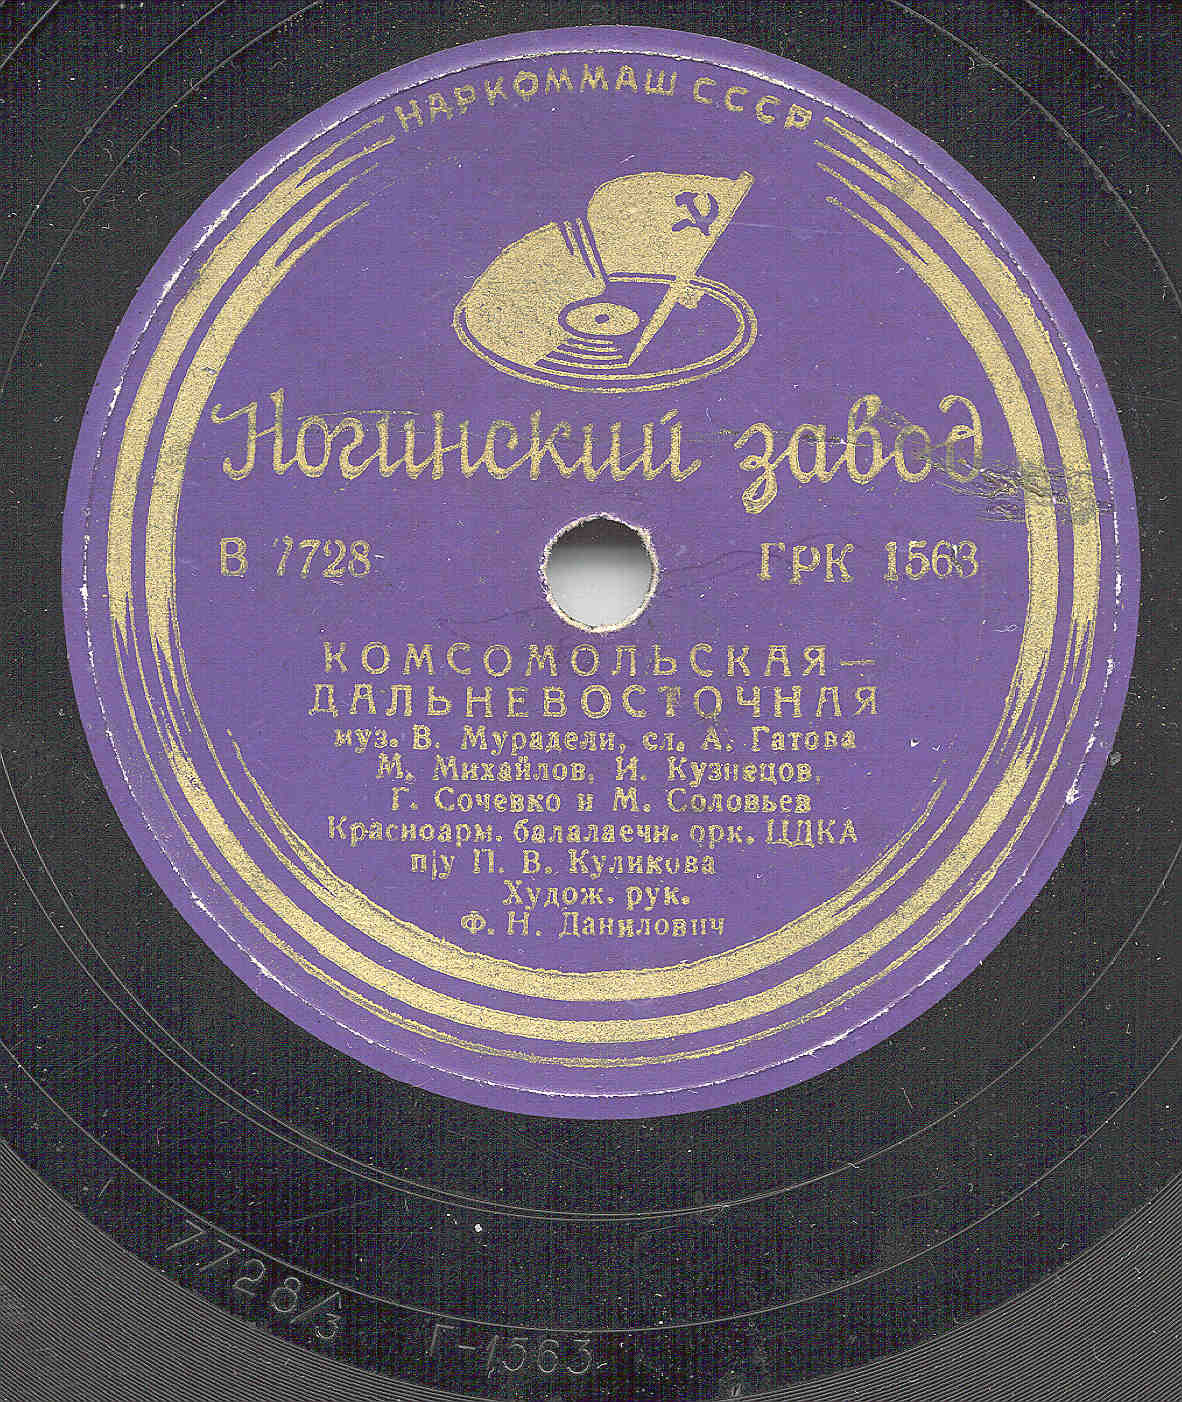 НАРКОММАШ СССР
Ногинский завод
В 7728
ГРК 1563
КОМСОМОЛЬСКАЯ—
ДАЛЬНЕВОСТОЧНАЯ
муз. В. Мурадели, сл. А. Гатова
М. Михайлов, И. Кузнецов,
Г. Сочевко и М. Соловьев
Красноарм. балалаечн. орк. ЦДКА
п/у П. В. Куликова
Худож. рук.
Ф. Н. Данилович
7728/3
Г-1563